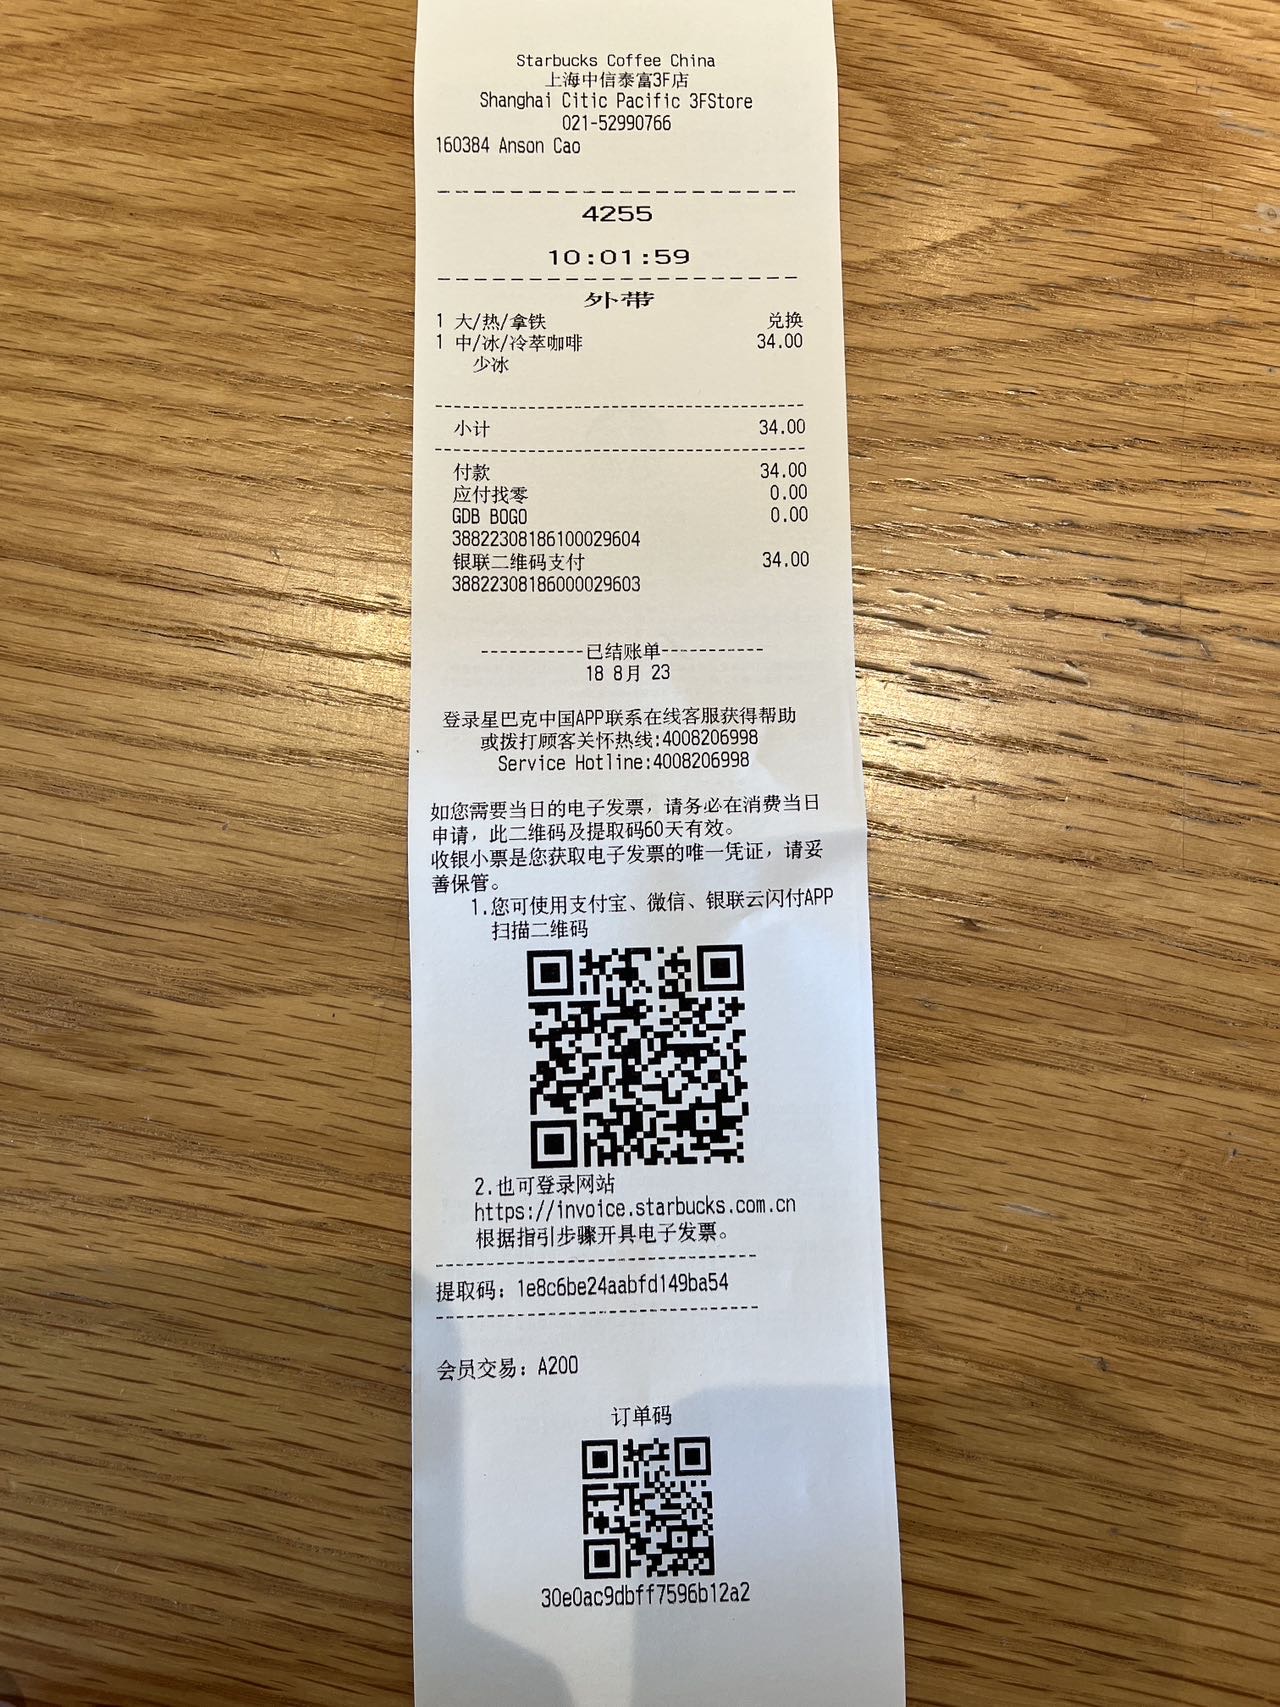 Starbucks Coffee China
上海中信泰富3F店
Shanghai Citic Pacific 3FStore
021-52990766
160384 Anson Cao
4255
10:01:59
外带
1 大/热/拿铁 兑换
1 中/冰/冷萃咖啡 34.00
少冰
小计 34.00
付款 34.00
应付找零 0.00
GDB BOGO 0.00
38822308186100029604
银联二维码支付 34.00
38822308186000029603
-----------已结账单-----------
18 8月 23
登录星巴克中国APP联系在线客服获得帮助
或拨打顾客关怀热线:4008206998
Service Hotline:4008206998
如您需要当日的电子发票，请务必在消费当日
申请，此二维码及提取码60天有效。
收银小票是您获取电子发票的唯一凭证，请妥
善保管。
1.您可使用支付宝、微信、银联云闪付APP
扫描二维码
2.也可登录网站
https://invoice.starbucks.com.cn
根据指引步骤开具电子发票。
提取码：1e8c6be24aabfd149ba54
会员交易：A200
订单码
30e0ac9dbff7596b12a2